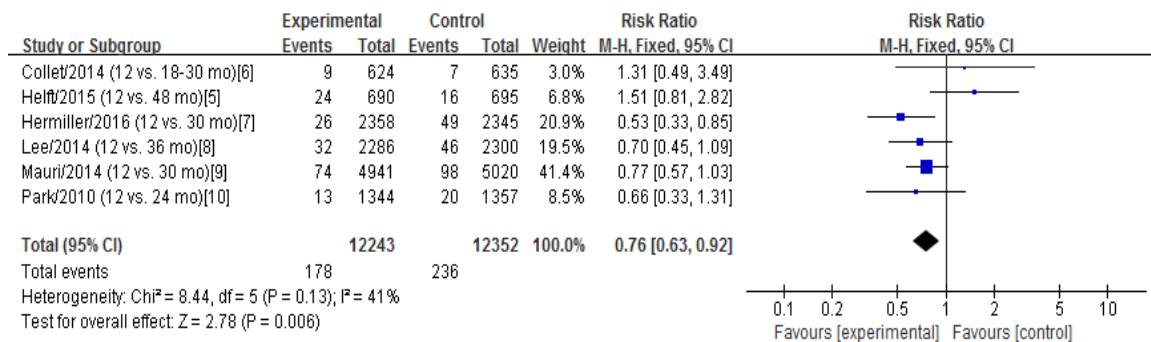 Experimental Control Risk Ratio Risk Ratio
Study or Subgroup Events Total Events Total Weight M-H, Fixed, 95% CI M-H, Fixed, 95% CI
Collet/2014 (12 vs. 18-30 mo)[6] 9 624 7 635 3.0% 1.31 [0.49, 3.49]
Helft/2015 (12 vs. 48 mo)[5] 24 690 16 695 6.8% 1.51 [0.81, 2.82]
Hermiller/2016 (12 vs. 30 mo)[7] 26 2358 49 2345 20.9% 0.53 [0.33, 0.85]
Lee/2014 (12 vs. 36 mo)[8] 32 2286 46 2300 19.5% 0.70 [0.45, 1.09]
Mauri/2014 (12 vs. 30 mo)[9] 74 4941 98 5020 41.4% 0.77 [0.57, 1.03]
Park/2010 (12 vs. 24 mo)[10] 13 1344 20 1357 8.5% 0.66 [0.33, 1.31]
Total (95% CI) 12243 12352 100.0% 0.76 [0.63, 0.92]
Total events 178 236
Heterogeneity: Chi² = 8.44, df = 5 (P = 0.13); I² = 41%
Test for overall effect: Z = 2.78 (P = 0.006)
0.1 0.2 0.5 1 2 5 10
Favours [experimental] Favours [control]